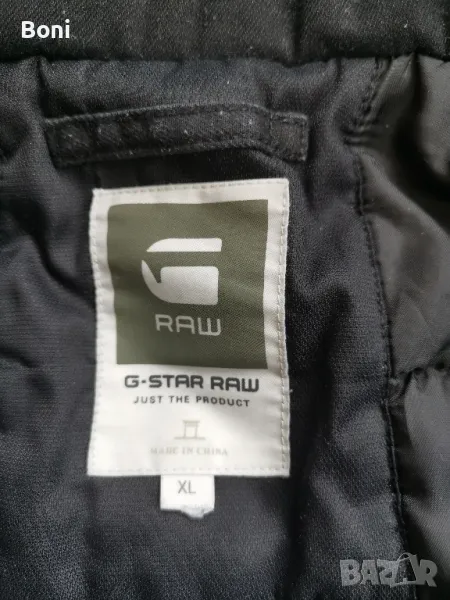 Boni
RAW
G-STAR RAW
JUST THE PRODUCT
MADE IN CHINA
XL
BAZAR